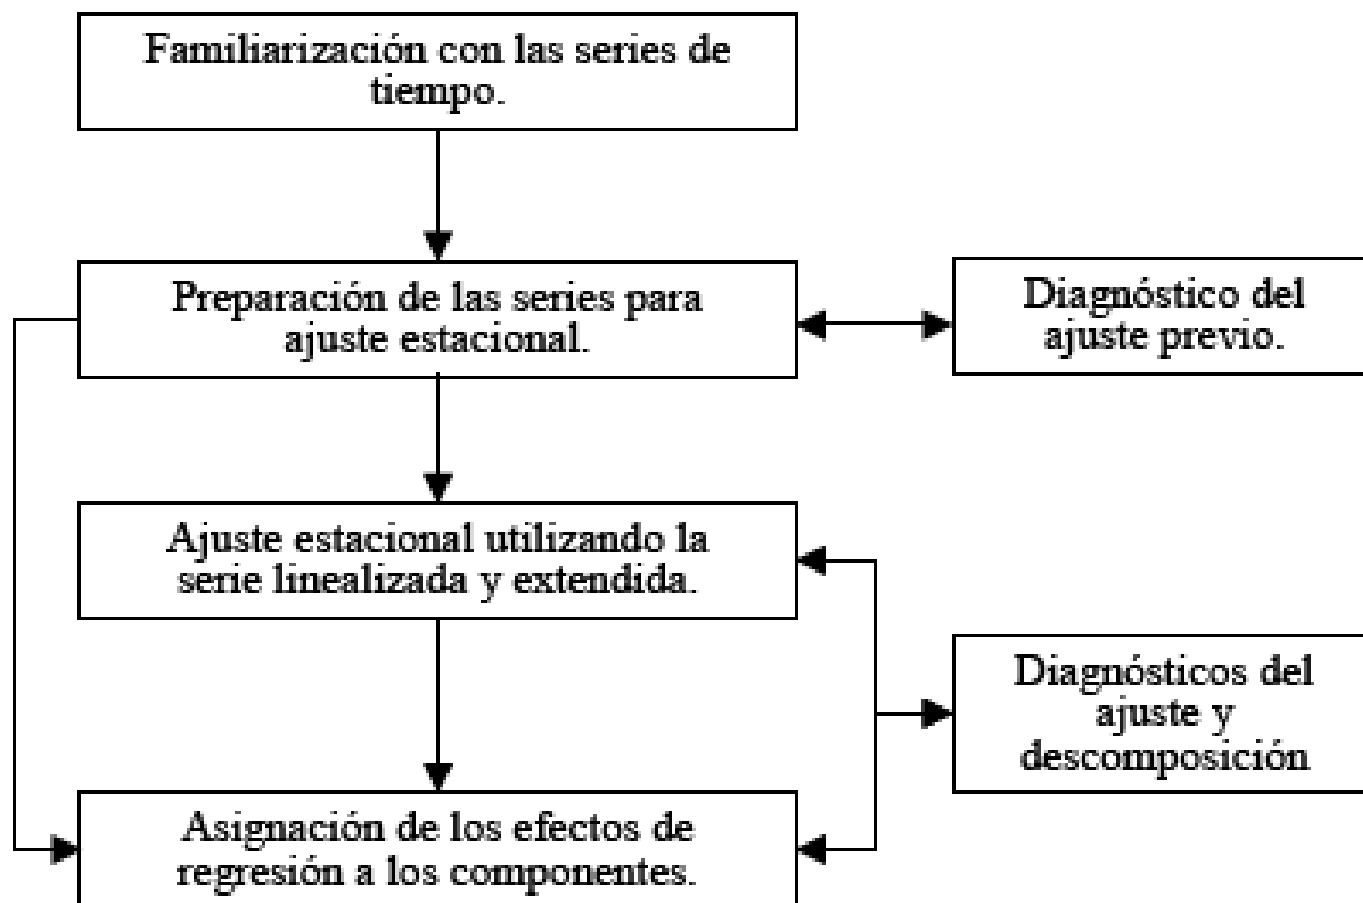 Familiarización con las series de
tiempo.
Preparación de las series para
ajuste estacional.
Diagnóstico del
ajuste previo.
Ajuste estacional utilizando la
serie linealizada y extendida.
Diagnósticos del
ajuste y
descomposición
Asignación de los efectos de
regresión a los componentes.